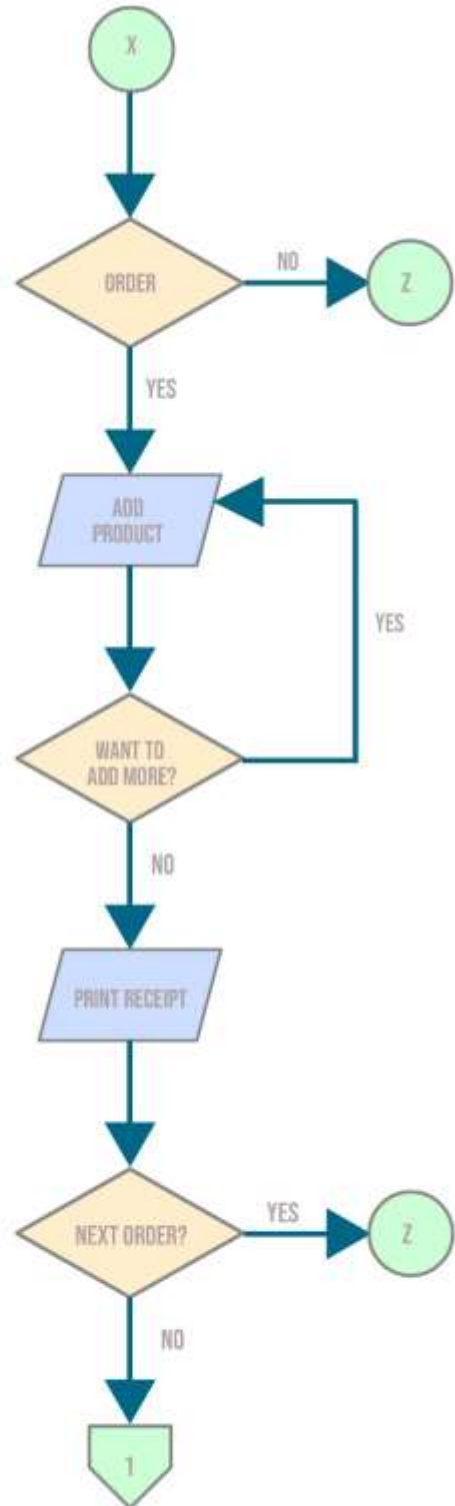 X
ORDER
NO
Z
YES
ADD
PRODUCT
YES
WANT TO
ADD MORE?
NO
PRINT RECEIPT
NEXT ORDER?
YES
Z
NO
1